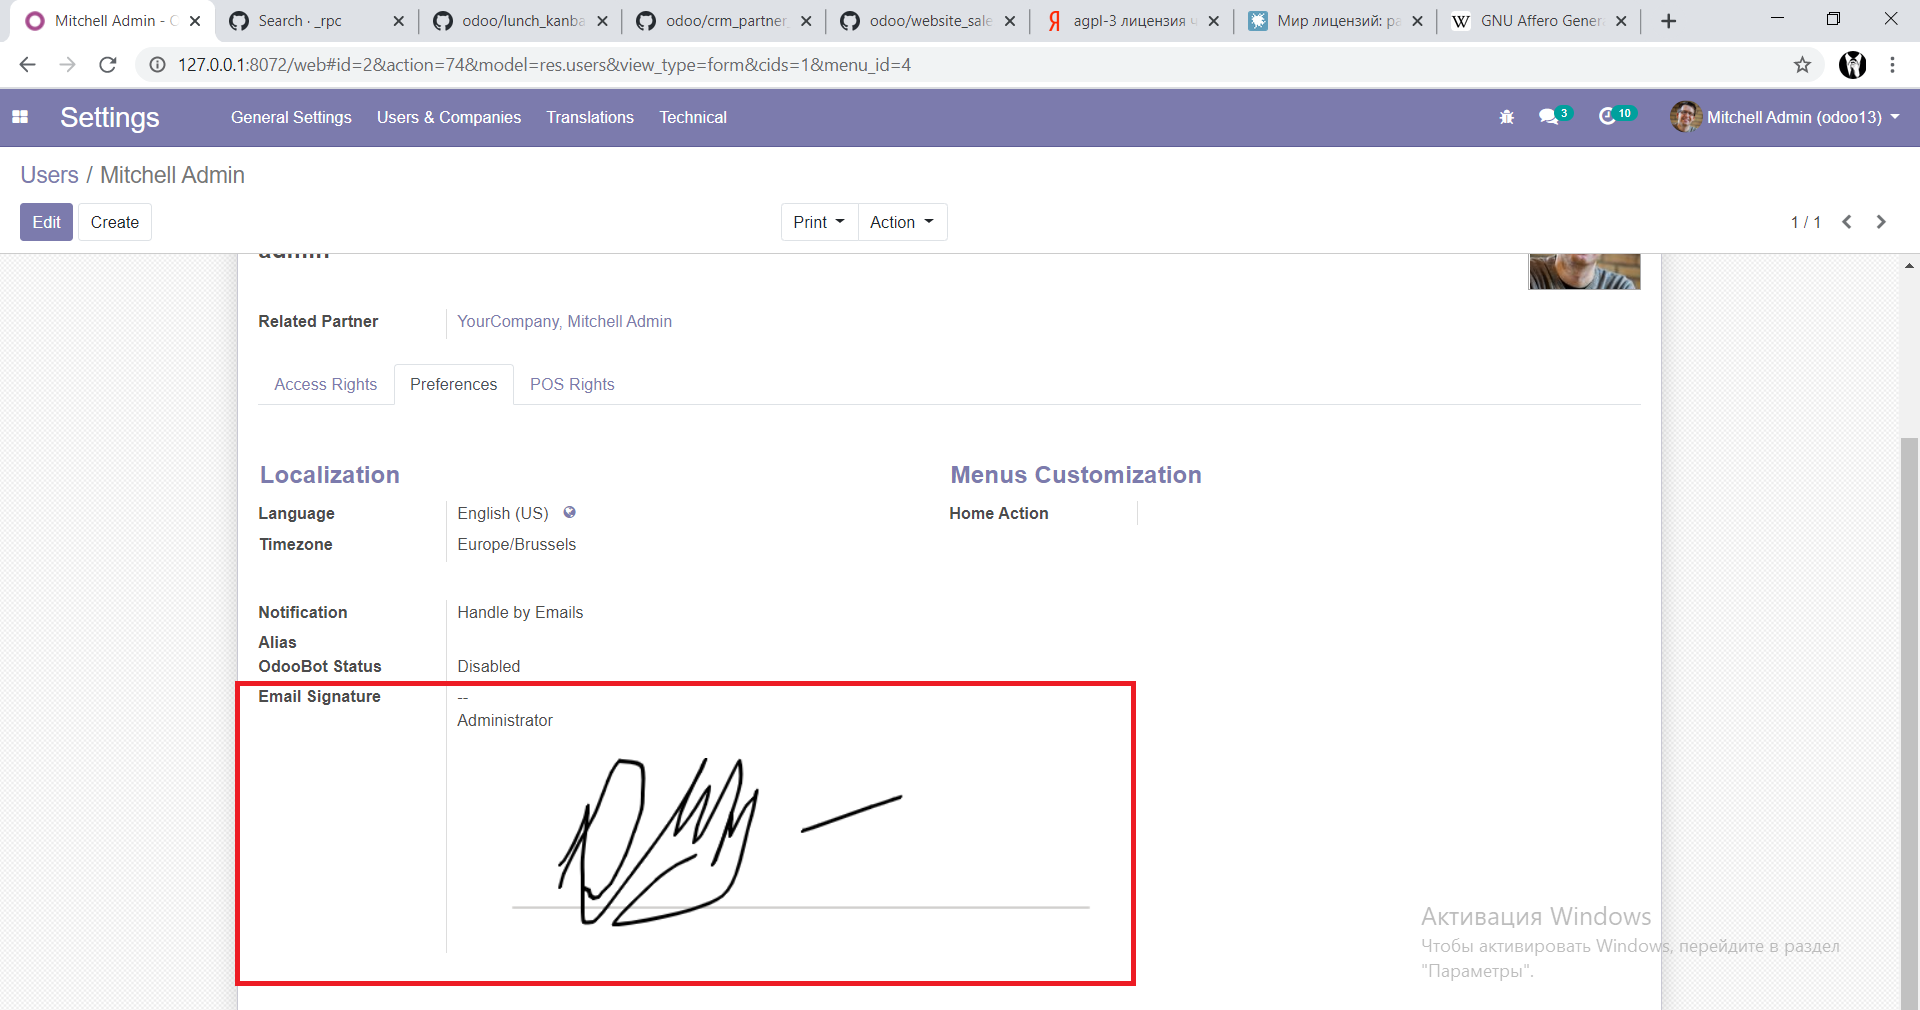 Mitchell Admin - O
Search · _rpc
odoo/lunch_kanba
odoo/crm_partner_
odoo/website_sale
agpl-3 лицензия ч
Мир лицензий: ра
GNU Affero Gener
127.0.0.1:8072/web#id=2&action=74&model=res.users&view_type=form&cids=1&menu_id=4
Settings
General Settings
Users & Companies
Translations
Technical
3
10
Mitchell Admin (odoo13)
Users / Mitchell Admin
Edit
Create
Print
Action
1 / 1
admin
Related Partner
YourCompany, Mitchell Admin
Access Rights
Preferences
POS Rights
Localization
Menus Customization
Language
English (US)
Home Action
Timezone
Europe/Brussels
Notification
Handle by Emails
Alias
OdooBot Status
Disabled
Email Signature
--
Administrator
Активация Windows
Чтобы активировать Windows, перейдите в раздел
"Параметры".